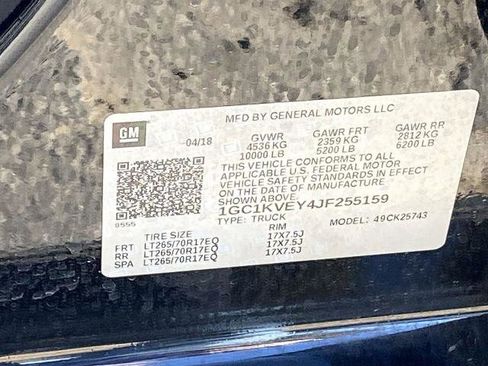 MFD BY GENERAL MOTORS LLC
GM
04/18 GVWR GAWR FRT GAWR RR
4536 KG 2359 KG 2812 KG
10000 LB 5200 LB 6200 LB
THIS VEHICLE CONFORMS TO ALL
APPLICABLE U.S. FEDERAL MOTOR
VEHICLE SAFETY STANDARDS IN EFFECT
ON THE DATE OF MANUFACTURE
SHOWN ABOVE
1GC1KVEY4JF255159
0555
TYPE: TRUCK MODEL: 49CK25743
TIRE SIZE RIM
FRT LT265/70R17EQ 17X7.5J
RR LT265/70R17EQ 17X7.5J
SPA LT265/70R17EQ 17X7.5J